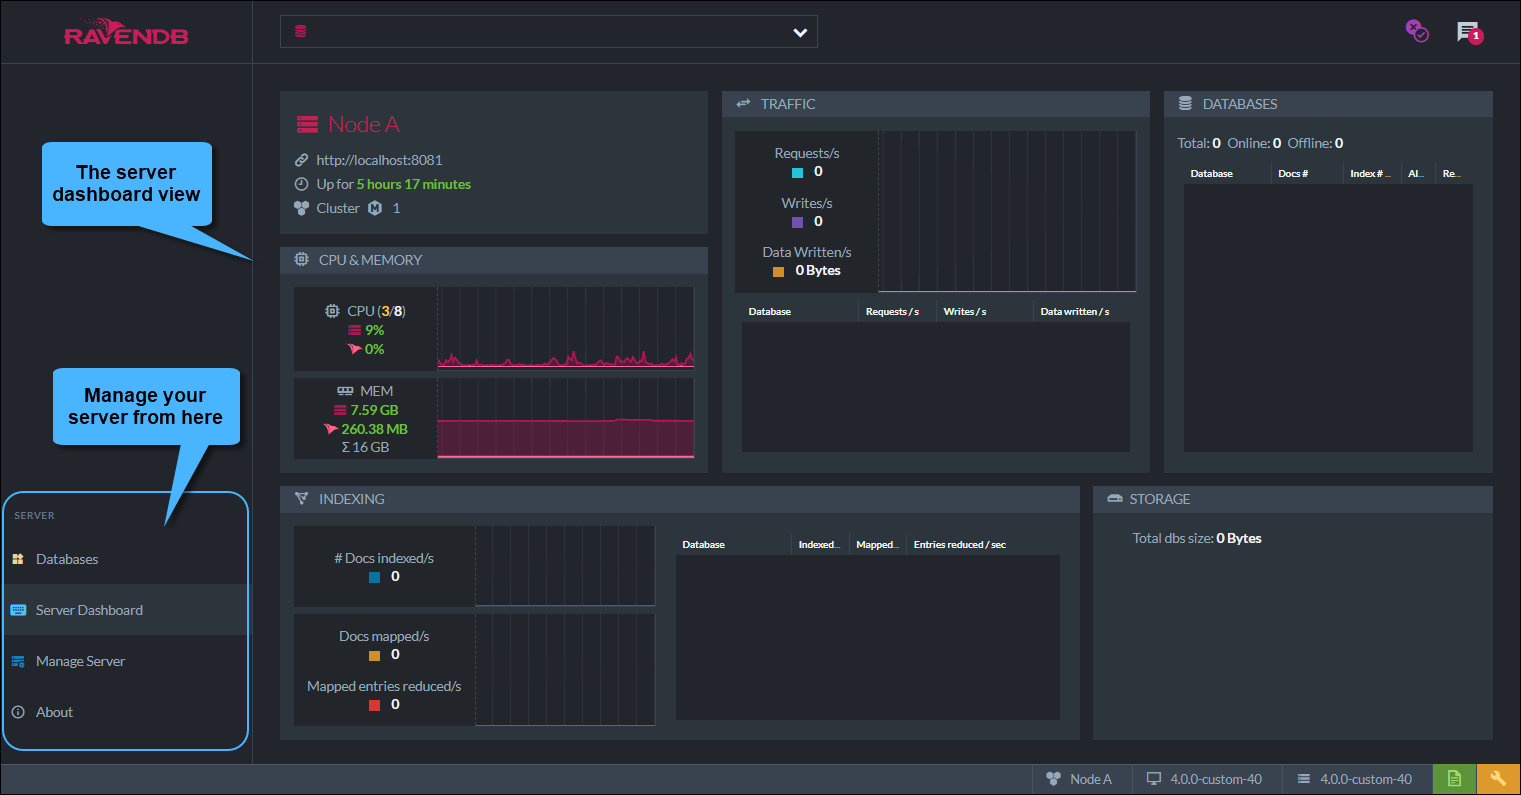 RAVENDB
1
The server
dashboard view
Manage your
server from here
SERVER
Databases
Server Dashboard
Manage Server
About
Node A
http://localhost:8081
Up for 5 hours 17 minutes
Cluster 1
CPU & MEMORY
CPU (3/8)
9%
0%
MEM
7.59 GB
260.38 MB
Σ 16 GB
TRAFFIC
Requests/s
0
Writes/s
0
Data Written/s
0 Bytes
Database Requests / s Writes / s Data written / s
DATABASES
Total: 0 Online: 0 Offline: 0
Database Docs # Index # ... Al... Re...
INDEXING
# Docs indexed/s
0
Docs mapped/s
0
Mapped entries reduced/s
0
Database Indexed... Mapped... Entries reduced / sec
STORAGE
Total dbs size: 0 Bytes
Node A 4.0.0-custom-40 4.0.0-custom-40